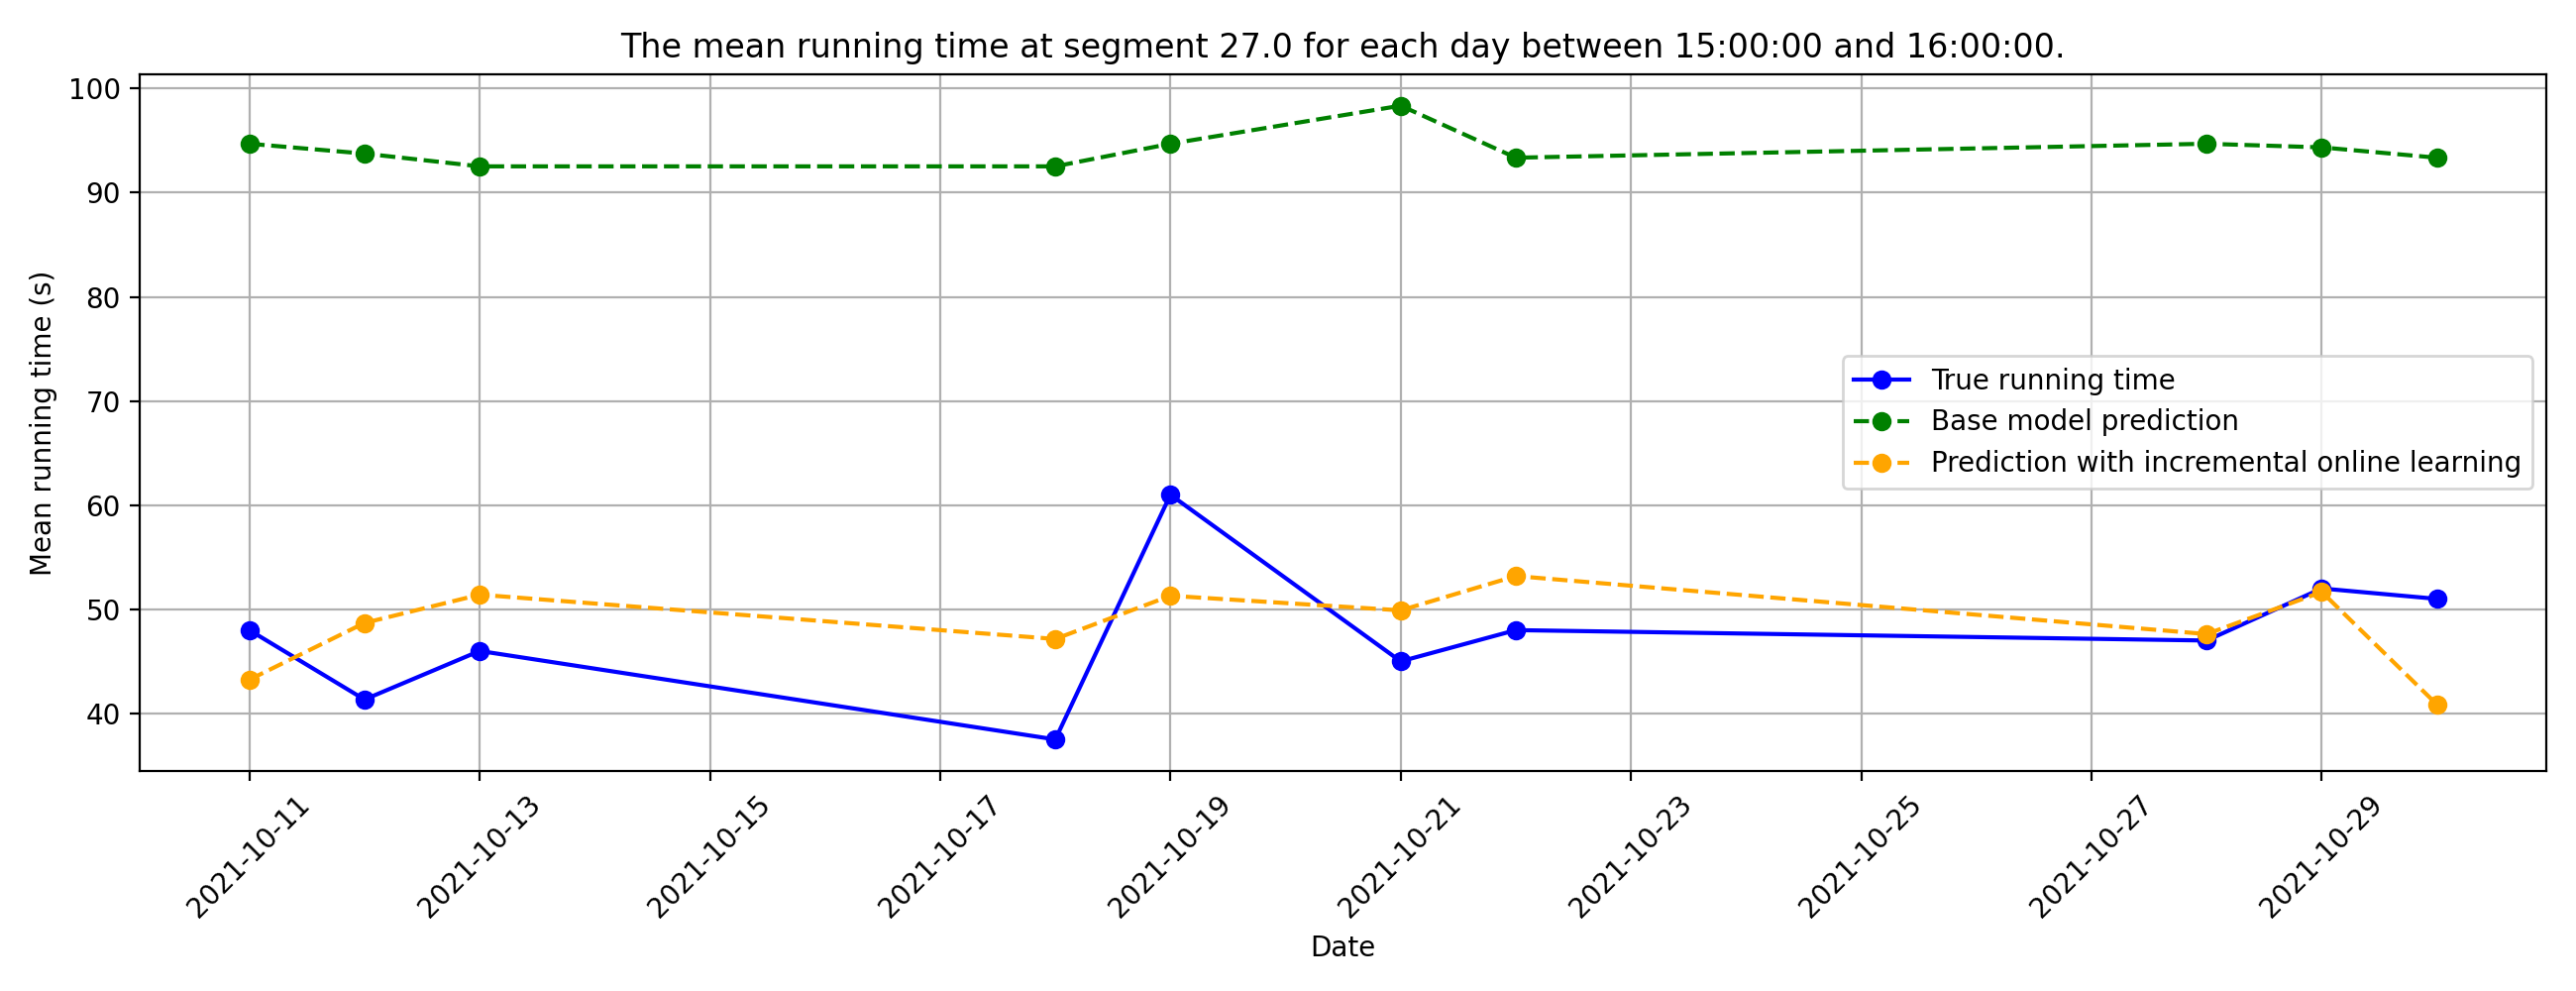 The mean running time at segment 27.0 for each day between 15:00:00 and 16:00:00.
Mean running time (s)
100
90
80
70
60
50
40
True running time
Base model prediction
Prediction with incremental online learning
2021-10-11
2021-10-13
2021-10-15
2021-10-17
2021-10-19
2021-10-21
2021-10-23
2021-10-25
2021-10-27
2021-10-29
Date